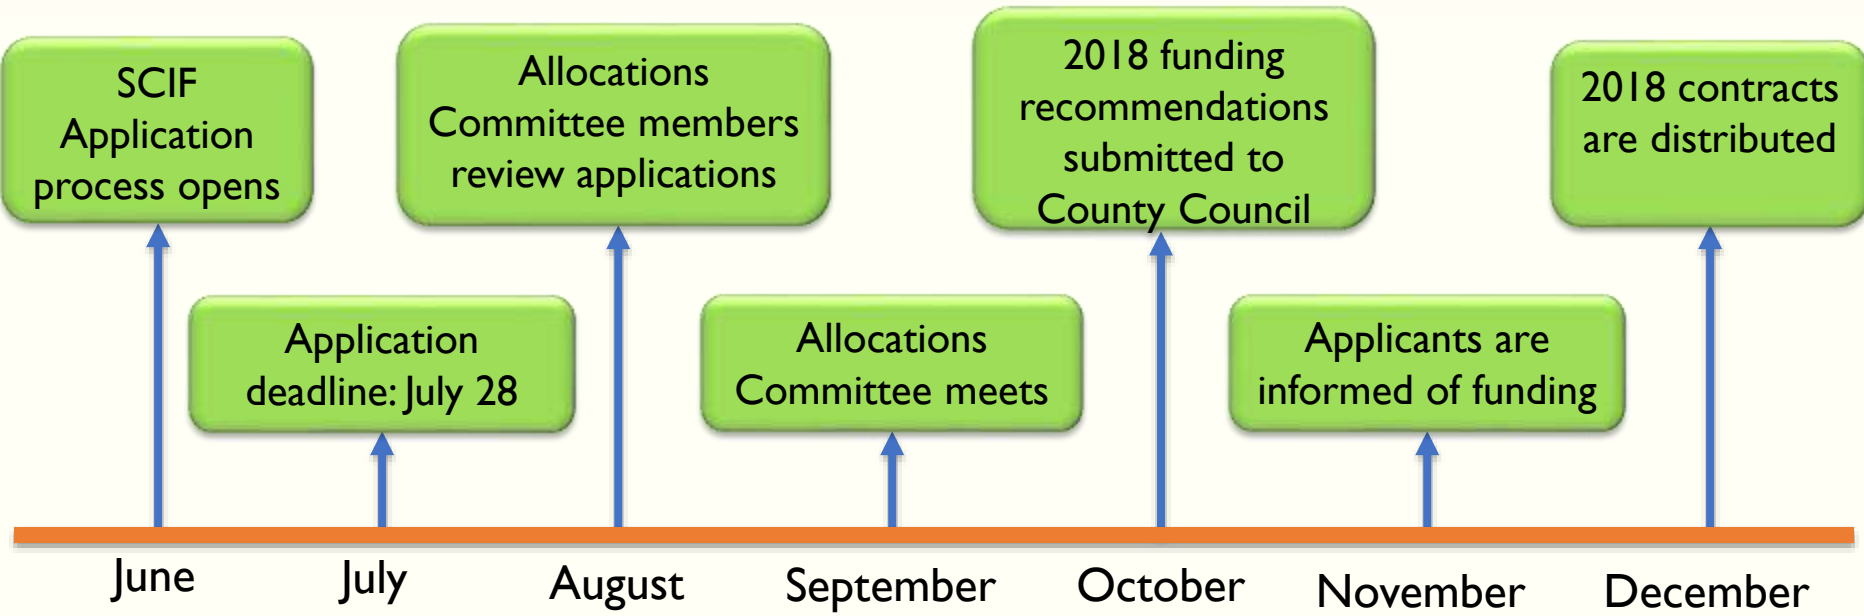 SCIF
Application
process opens
Application
deadline: July 28
Allocations
Committee members
review applications
Allocations
Committee meets
2018 funding
recommendations
submitted to
County Council
Applicants are
informed of funding
2018 contracts
are distributed
June
July
August
September
October
November
December